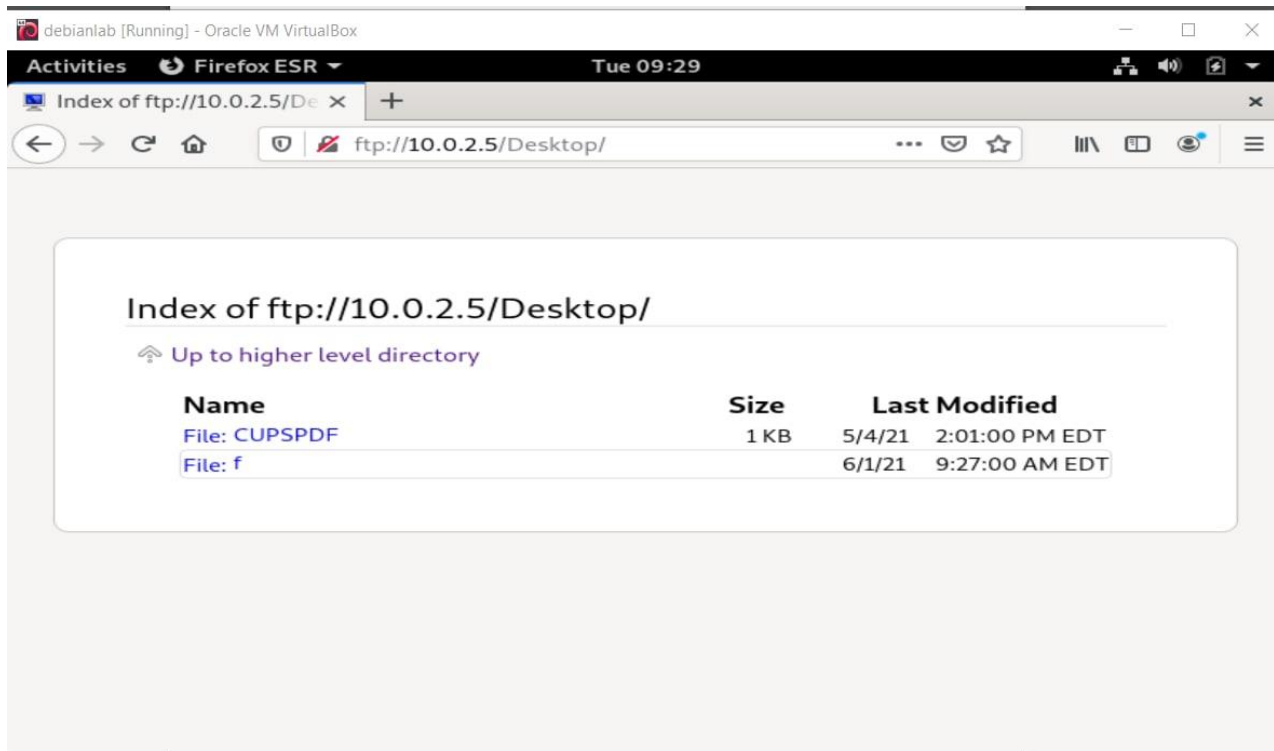 debianlab [Running] - Oracle VM VirtualBox
Activities Firefox ESR Tue 09:29
Index of ftp://10.0.2.5/De
ftp://10.0.2.5/Desktop/
Index of ftp://10.0.2.5/Desktop/
Up to higher level directory
Name Size Last Modified
File: CUPSPDF 1 KB 5/4/21 2:01:00 PM EDT
File: f 6/1/21 9:27:00 AM EDT